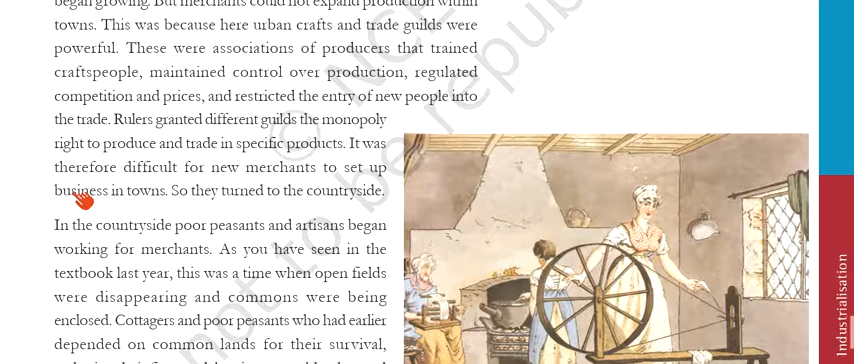 began growing. But merchants could not expand production within
towns. This was because here urban crafts and trade guilds were
powerful. These were associations of producers that trained
craftspeople, maintained control over production, regulated
competition and prices, and restricted the entry of new people into
the trade. Rulers granted different guilds the monopoly
right to produce and trade in specific products. It was
therefore difficult for new merchants to set up
business in towns. So they turned to the countryside.
In the countryside poor peasants and artisans began
working for merchants. As you have seen in the
textbook last year, this was a time when open fields
were disappearing and commons were being
enclosed. Cottagers and poor peasants who had earlier
depended on common lands for their survival,
Industrialisation
© NCE
not to be repub